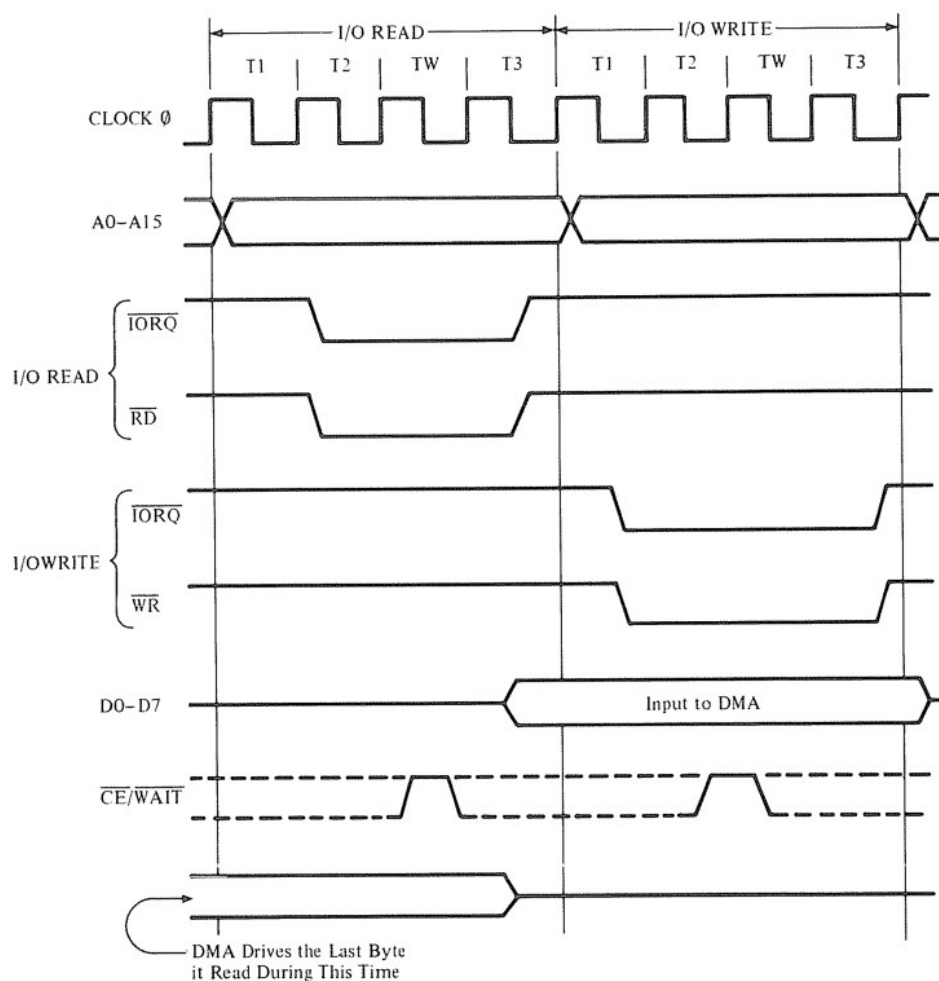 I/O READ I/O WRITE
T1 T2 TW T3 T1 T2 TW T3
CLOCK Ø
A0-A15
IORQ
I/O READ
RD
IORQ
I/OWRITE
WR
D0-D7 Input to DMA
CE/WAIT
DMA Drives the Last Byte
it Read During This Time